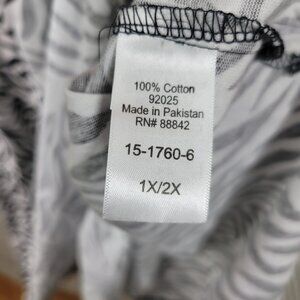 100% Cotton
92025
Made in Pakistan
RN# 88842
15-1760-6
1X/2X